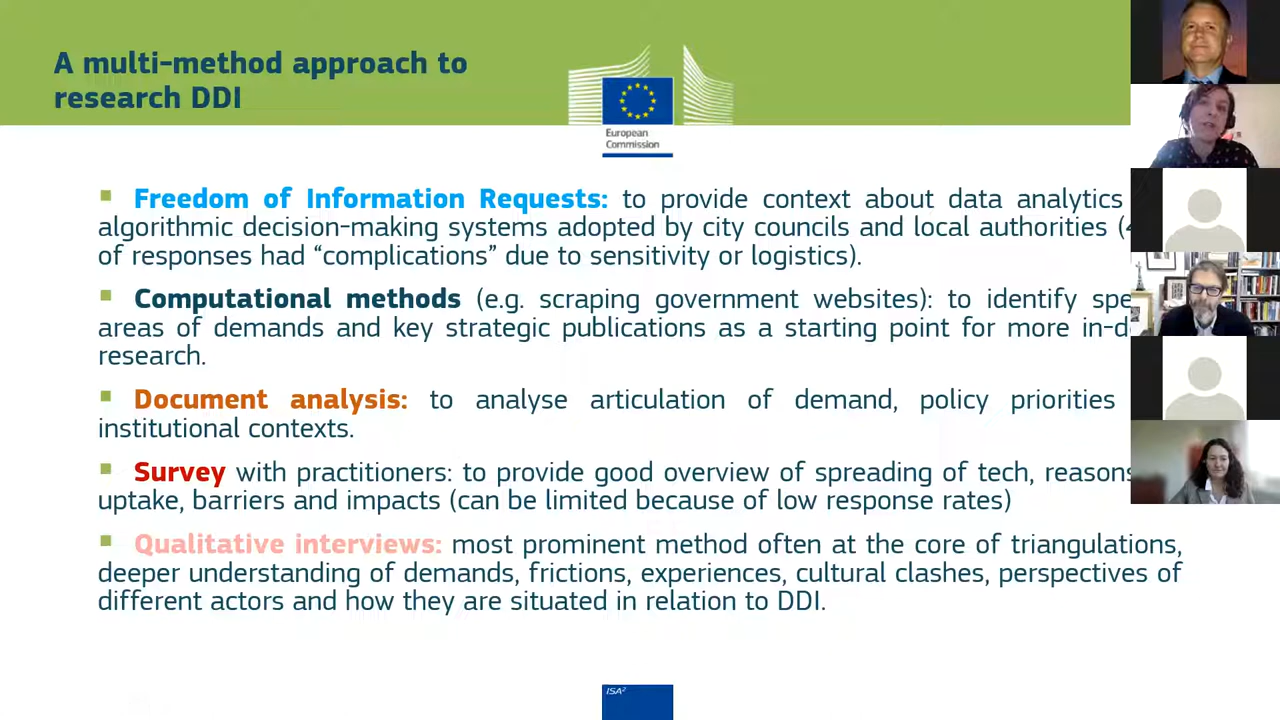 A multi-method approach to
research DDI
European
Commission
▪ Freedom of Information Requests: to provide context about data analytics
algorithmic decision-making systems adopted by city councils and local authorities
of responses had “complications” due to sensitivity or logistics).
▪ Computational methods (e.g. scraping government websites): to identify
areas of demands and key strategic publications as a starting point for more
research.
▪ Document analysis: to analyse articulation of demand, policy priorities
institutional contexts.
▪ Survey with practitioners: to provide good overview of spreading of tech, reasons
uptake, barriers and impacts (can be limited because of low response rates)
▪ Qualitative interviews: most prominent method often at the core of triangulations,
deeper understanding of demands, frictions, experiences, cultural clashes, perspectives of
different actors and how they are situated in relation to DDI.
ISA²